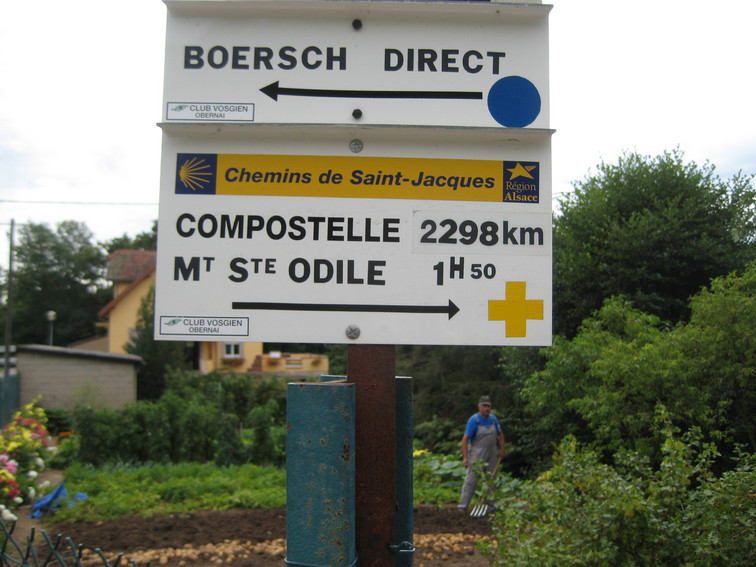 BOERSCH DIRECT
CLUB VOSGIEN
OBERNAI
Chemins de Saint-Jacques
Région
Alsace
COMPOSTELLE 2298km
MT STE ODILE 1H50
CLUB VOSGIEN
OBERNAI